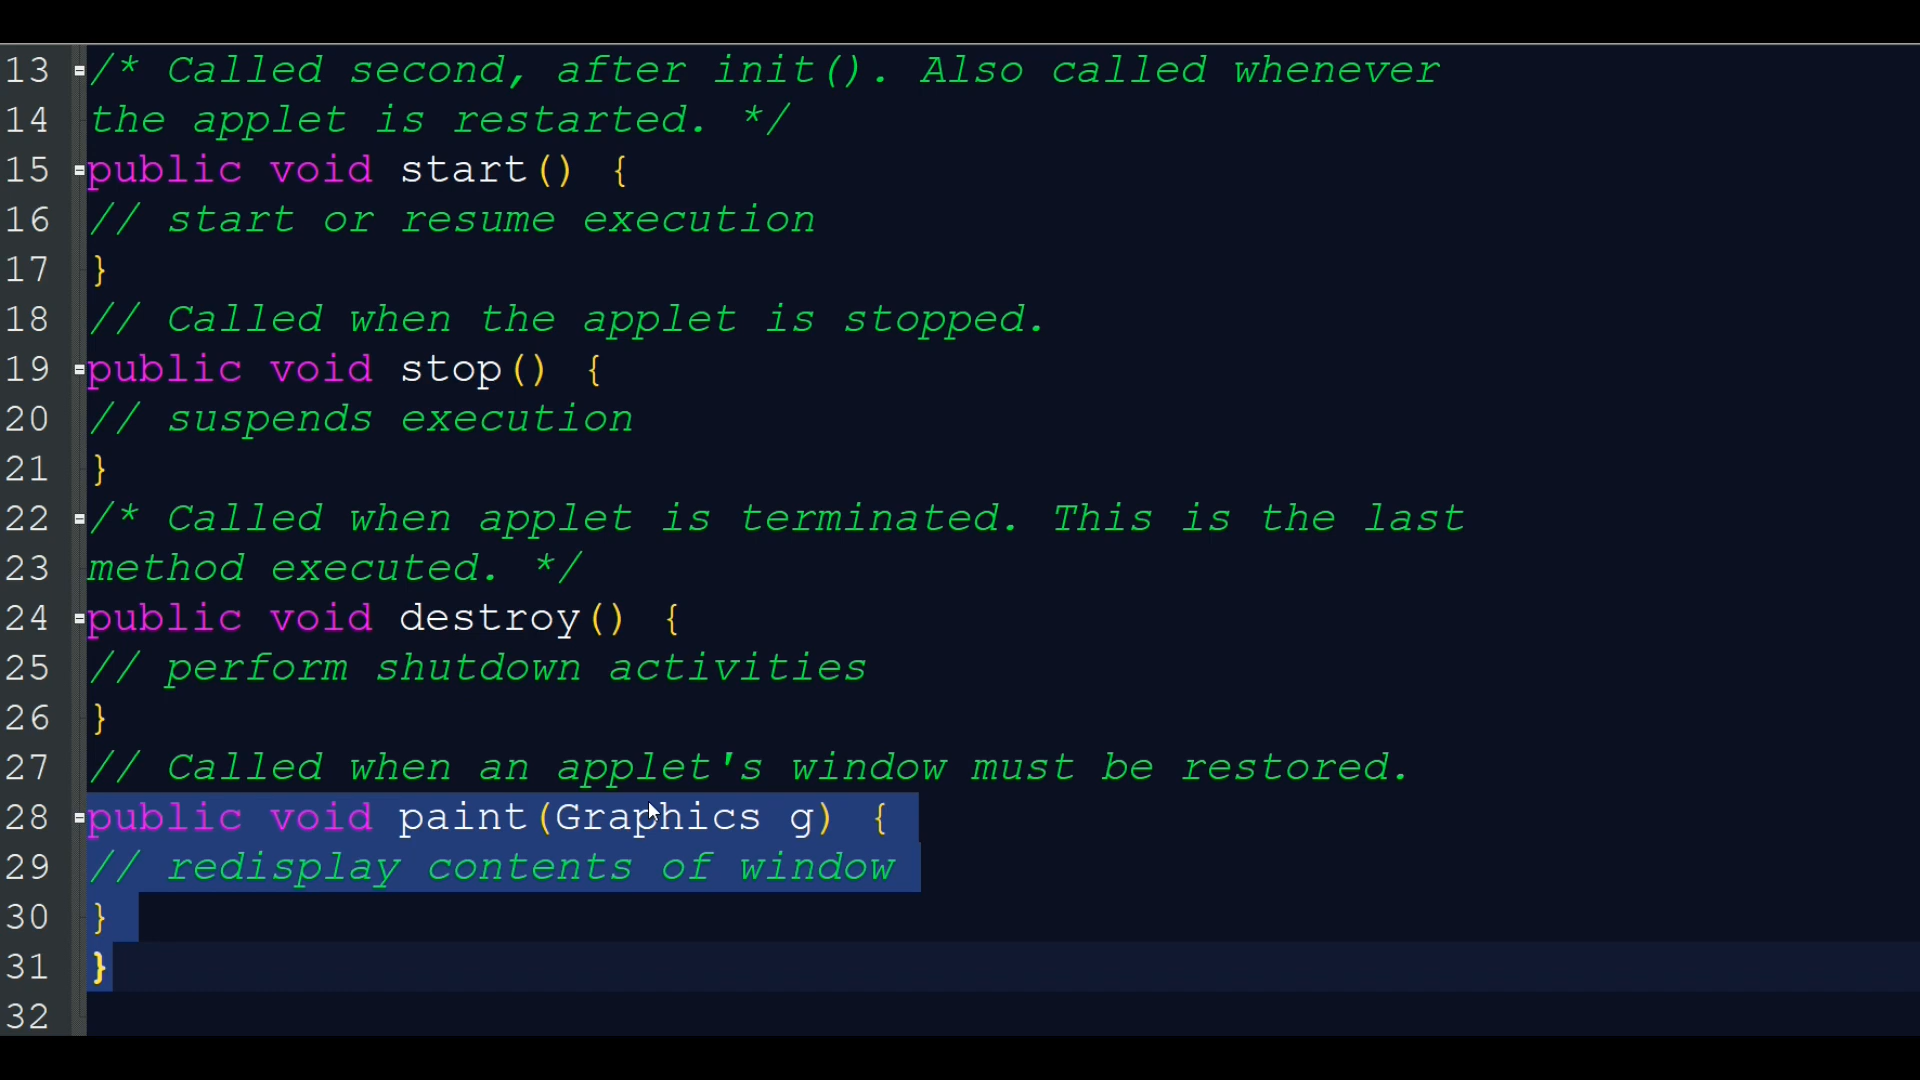 13 /* Called second, after init(). Also called whenever
14 the applet is restarted. */
15 public void start() {
16 // start or resume execution
17 }
18 // Called when the applet is stopped.
19 public void stop() {
20 // suspends execution
21 }
22 /* Called when applet is terminated. This is the last
23 method executed. */
24 public void destroy() {
25 // perform shutdown activities
26 }
27 // Called when an applet's window must be restored.
28 public void paint(Graphics g) {
29 // redisplay contents of window
30 }
31 }
32